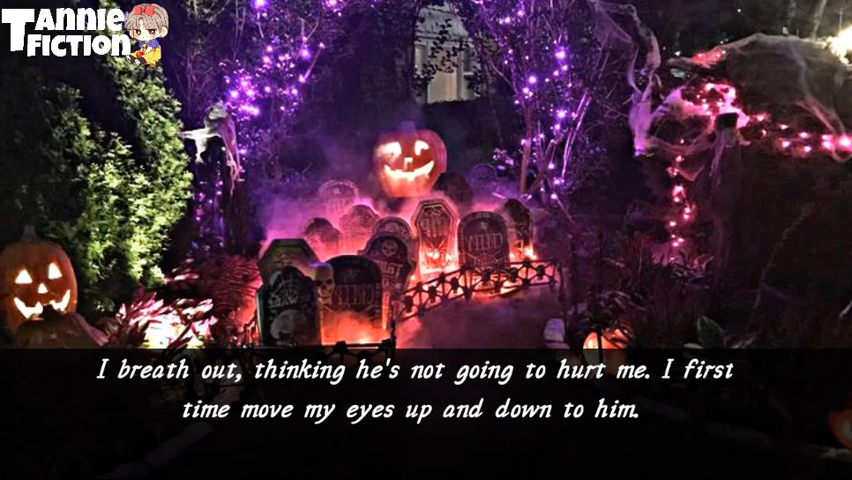 TANNIE
FICTION
I breath out, thinking he's not going to hurt me. I first
time move my eyes up and down to him.